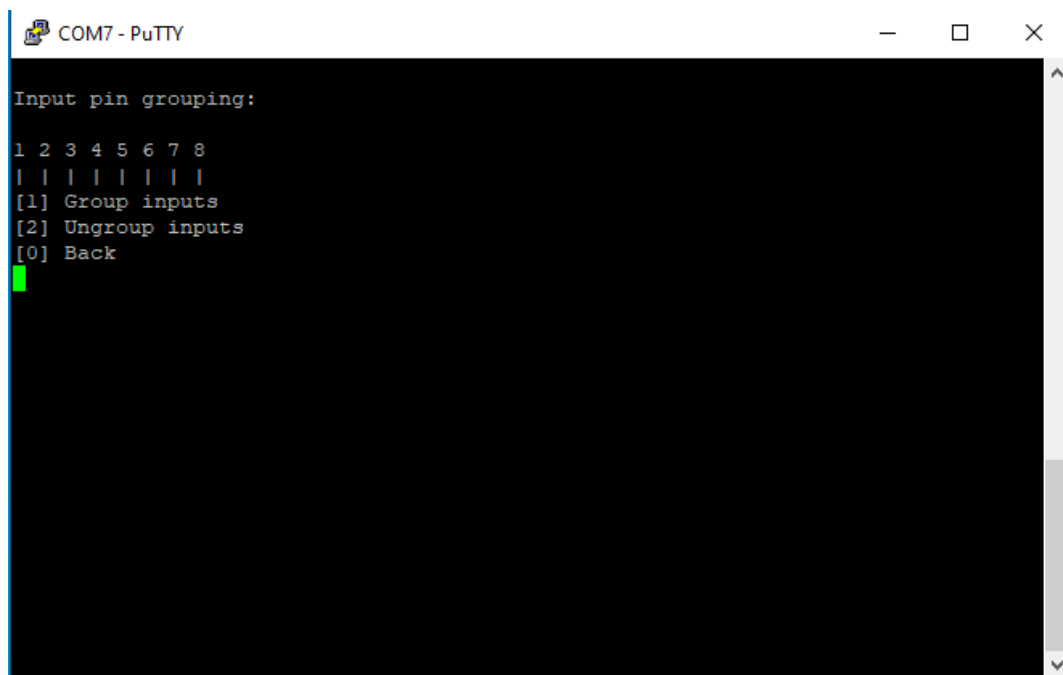 COM7 - PuTTY
Input pin grouping:
1 2 3 4 5 6 7 8
| | | | | | | |
[1] Group inputs
[2] Ungroup inputs
[0] Back